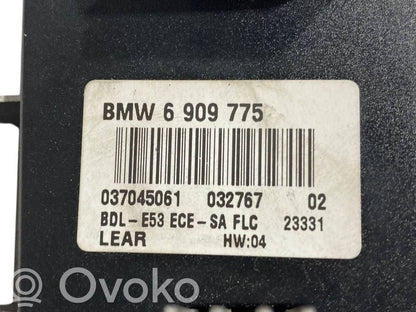 BMW 6 909 775
037045061 032767 02
BDL-E53 ECE-SA FLC 23331
LEAR HW:04
© Ovoko